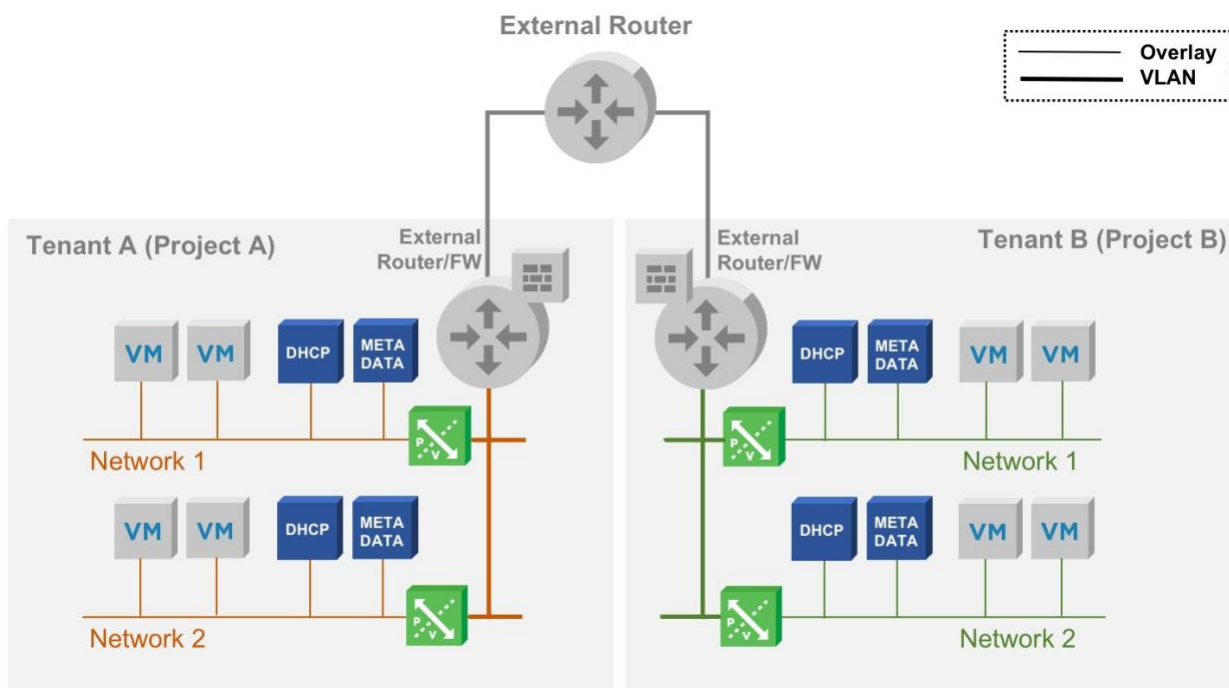 External Router
Overlay
VLAN
Tenant A (Project A)
External
Router/FW
External
Router/FW
Tenant B (Project B)
VM
VM
DHCP
META
DATA
DHCP
META
DATA
VM
VM
P
V
P
V
Network 1
Network 1
VM
VM
DHCP
META
DATA
DHCP
META
DATA
VM
VM
P
V
P
V
Network 2
Network 2